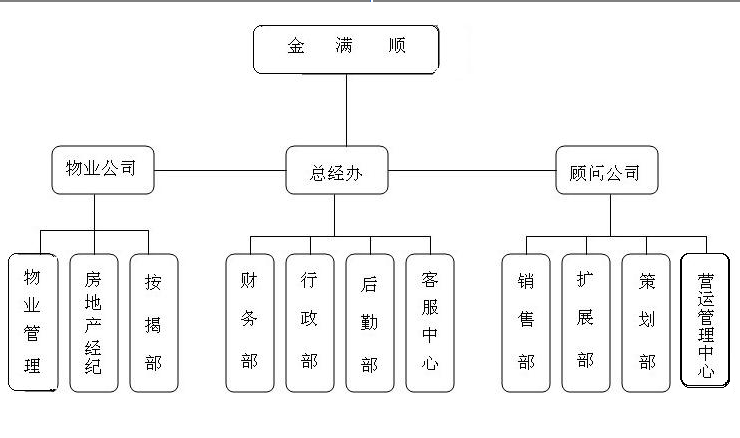 金 满 顺
物业公司
总经办
顾问公司
物业管理
房地产经纪
按揭部
财务部
行政部
后勤部
客服中心
销售部
扩展部
策划部
营运管理中心